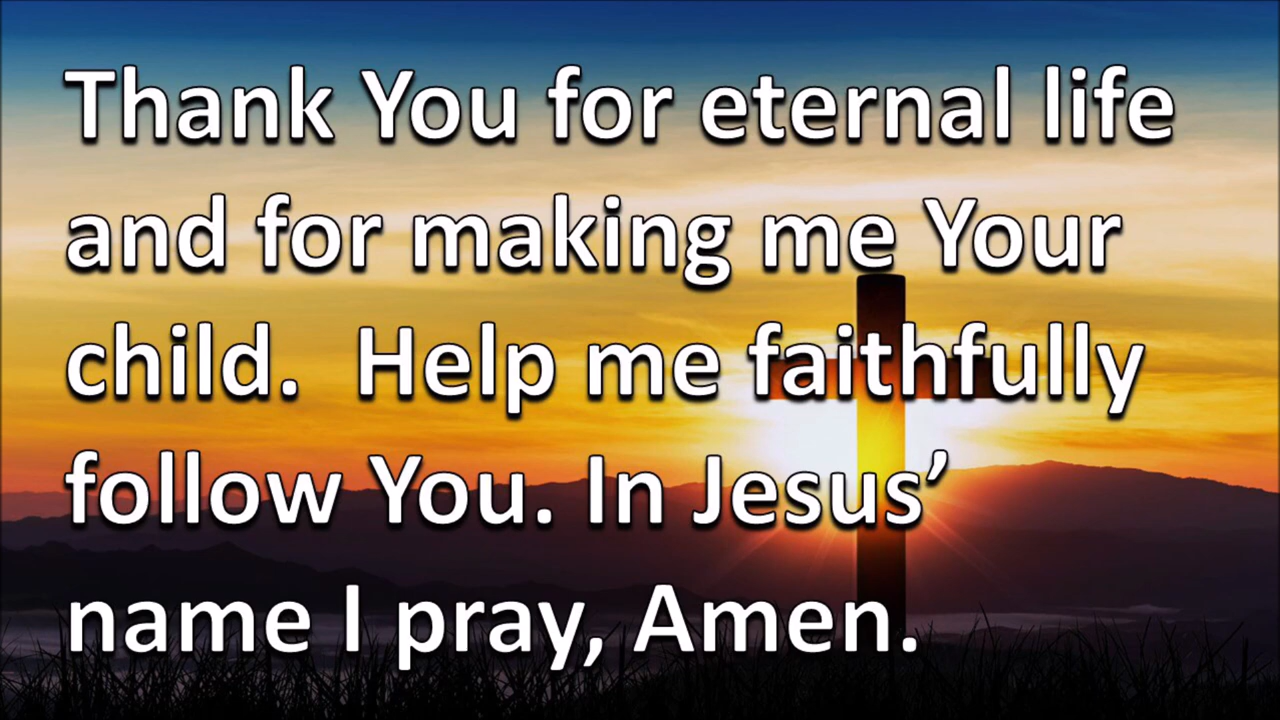 Thank You for eternal life
and for making me Your
child.  Help me faithfully
follow You. In Jesus’
name I pray, Amen.